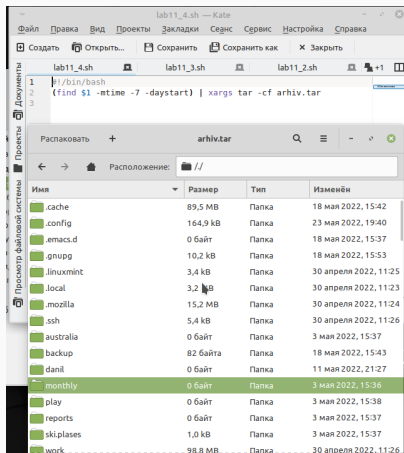 lab11_4.sh — Kate
Файл Правка Вид Проекты Закладки Сеанс Сервис Настройка Справка
Создать Открыть... Сохранить Сохранить как Закрыть
lab11_4.sh lab11_3.sh lab11_2.sh +1
Документы
Проекты
Просмотр файловой системы
1 #!/bin/bash
2 (find $1 -mtime -7 -daystart) | xargs tar -cf arhiv.tar
3
Распаковать + arhiv.tar
Расположение: /./
Имя Размер Тип Изменён
.cache 89,5 MB Папка 18 мая 2022, 15:42
.config 164,9 kB Папка 23 мая 2022, 19:40
.emacs.d 0 байт Папка 18 мая 2022, 15:37
.gnupg 10,2 kB Папка 18 мая 2022, 15:53
.linuxmint 3,4 kB Папка 30 апреля 2022, 11:25
.local 3,2 kB Папка 30 апреля 2022, 11:23
.mozilla 15,2 MB Папка 30 апреля 2022, 11:24
.ssh 5,4 kB Папка 30 апреля 2022, 11:26
australia 0 байт Папка 3 мая 2022, 15:37
backup 82 байта Папка 18 мая 2022, 15:43
danil 0 байт Папка 11 мая 2022, 21:27
monthly 0 байт Папка 3 мая 2022, 15:36
play 0 байт Папка 3 мая 2022, 15:38
reports 0 байт Папка 3 мая 2022, 15:37
ski.plases 1,0 kB Папка 3 мая 2022, 15:37
work 98,8 MB Папка 30 апреля 2022, 11:26